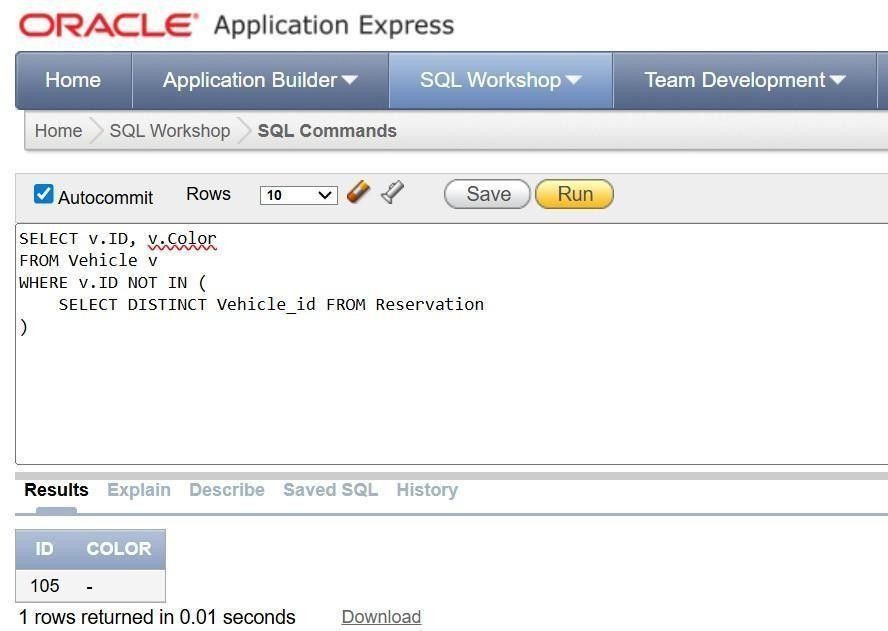 ORACLE® Application Express
Home Application Builder SQL Workshop Team Development
Home SQL Workshop SQL Commands
Autocommit Rows 10 Save Run
SELECT v.ID, v.Color
FROM Vehicle v
WHERE v.ID NOT IN (
    SELECT DISTINCT Vehicle_id FROM Reservation
)
Results Explain Describe Saved SQL History
ID COLOR
105 -
1 rows returned in 0.01 seconds Download